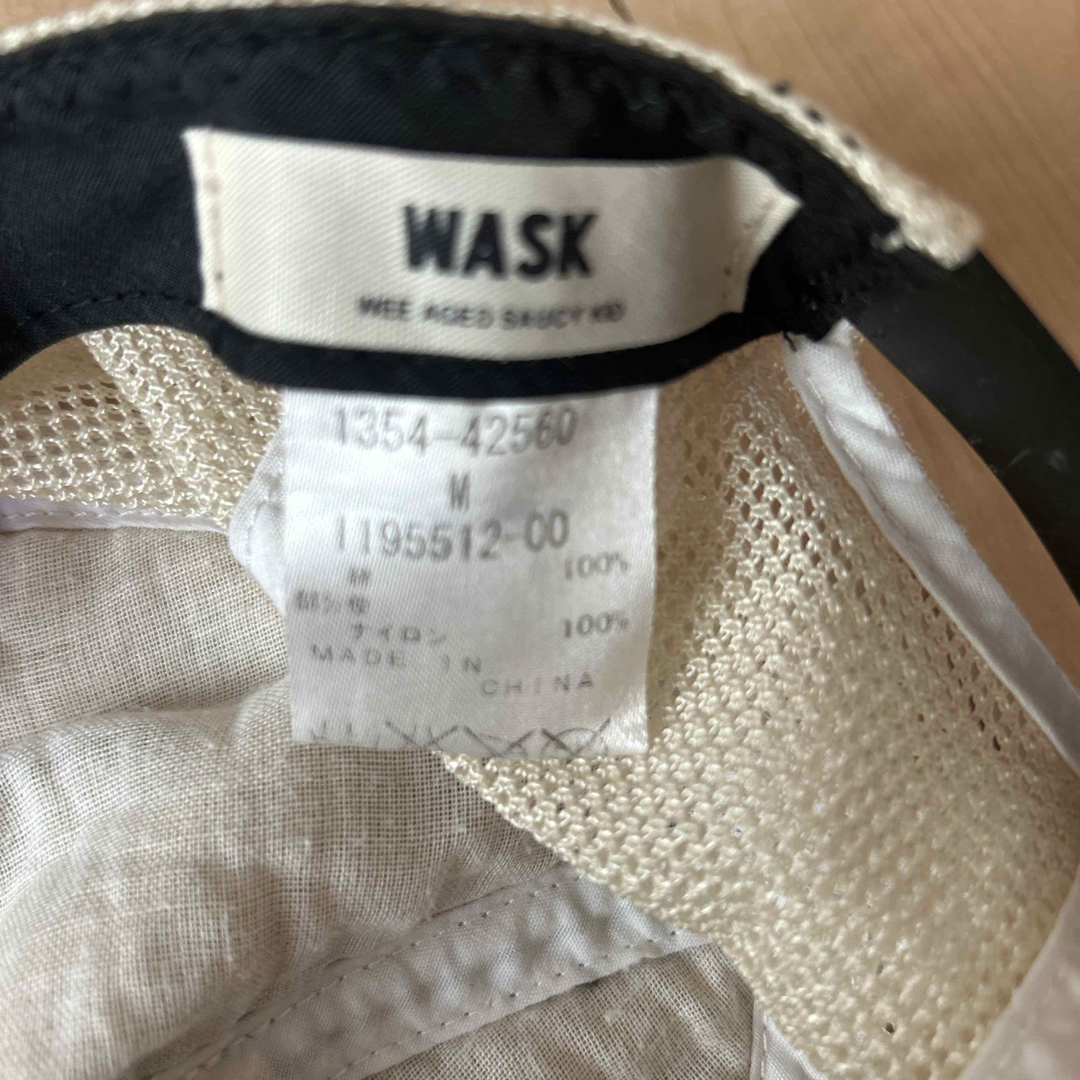 WASK
WEE AGED SAUCY KID
1354-42560
M
1195512-00
綿 100%
部分使
ナイロン 100%
MADE IN
CHINA